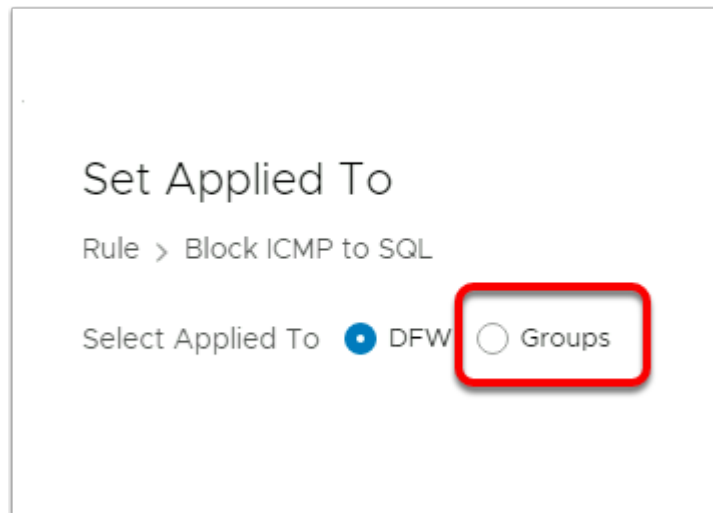 Set Applied To
Rule > Block ICMP to SQL
Select Applied To DFW Groups